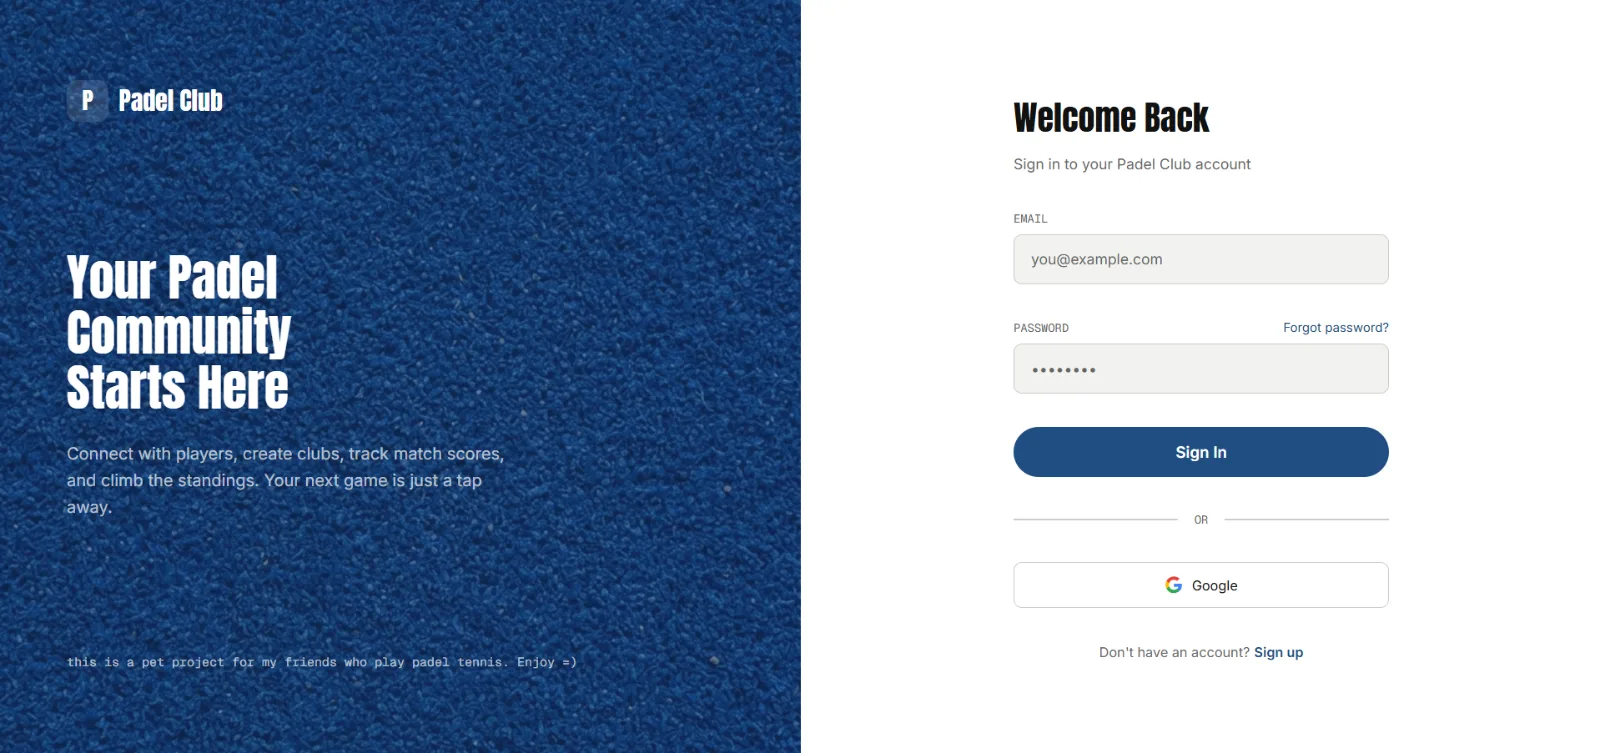 P
Padel Club
Your Padel
Community
Starts Here
Connect with players, create clubs, track match scores,
and climb the standings. Your next game is just a tap
away.
this is a pet project for my friends who play padel tennis. Enjoy =)
Welcome Back
Sign in to your Padel Club account
EMAIL
you@example.com
PASSWORD
Forgot password?
••••••••
Sign In
OR
Google
Don't have an account? Sign up